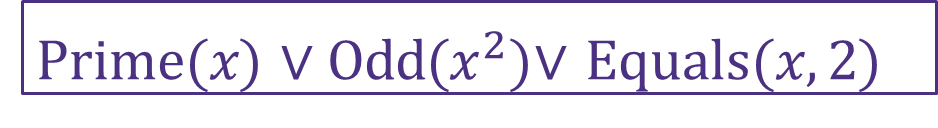 Prime(𝑥) ∨ Odd(𝑥²)∨ Equals(𝑥, 2)